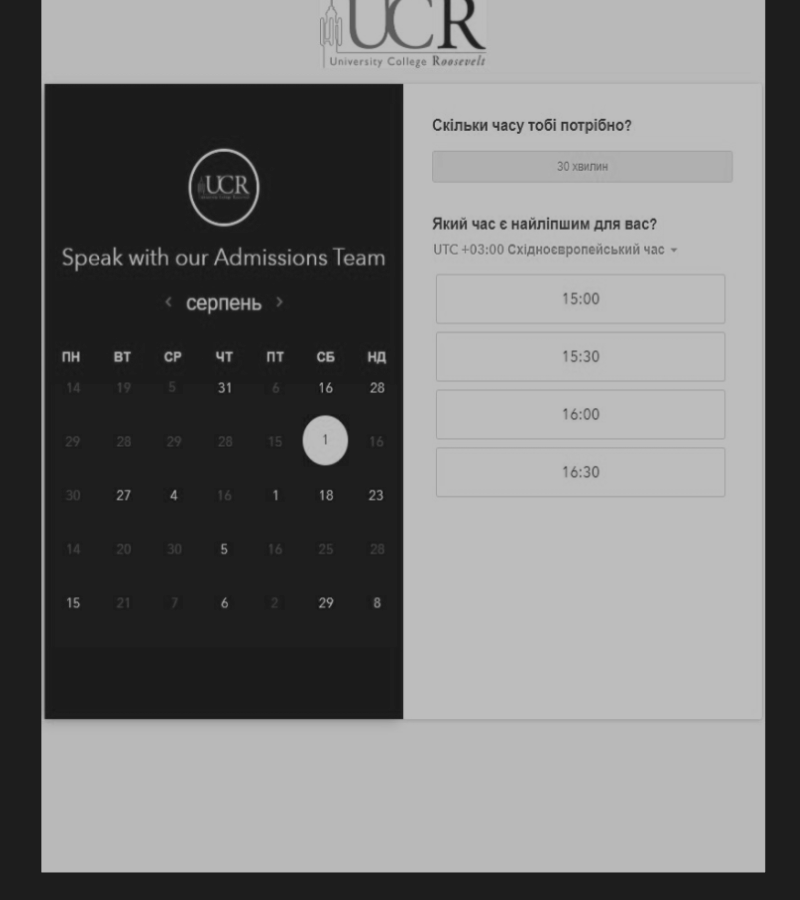 UCR
University College Roosevelt
UCR
Speak with our Admissions Team
< серпень >
ПН ВТ СР ЧТ ПТ СБ НД
14 19 5 31 6 16 28
29 28 29 28 15 1 16
30 27 4 16 1 18 23
14 20 30 5 16 25 28
15 21 7 6 2 29 8
Скільки часу тобі потрібно?
30 хвилин
Який час є найліпшим для вас?
UTC +03:00 Східноєвропейський час
15:00
15:30
16:00
16:30